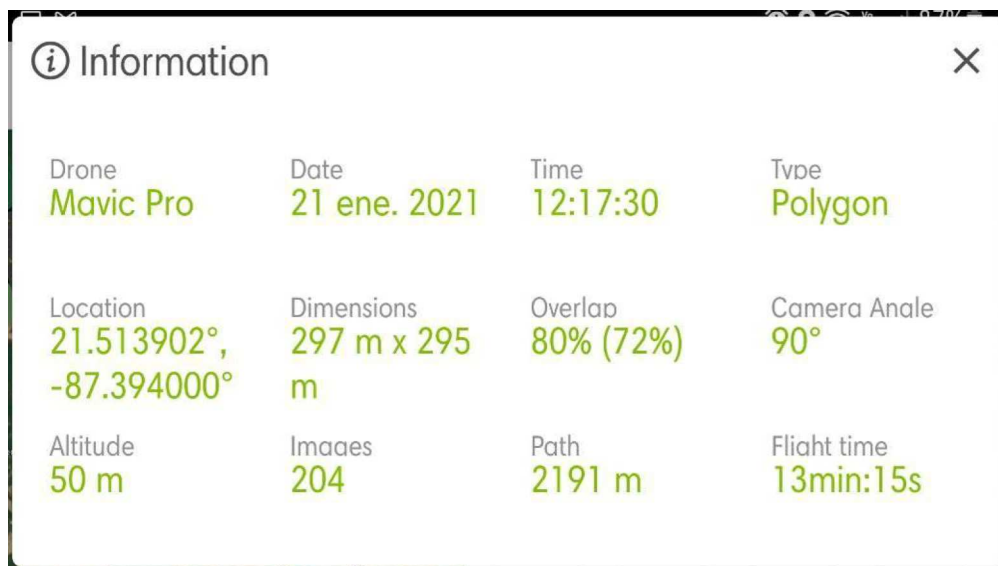 Information
Drone Date Time Type
Mavic Pro 21 ene. 2021 12:17:30 Polygon
Location Dimensions Overlap Camera Angle
21.513902°, 297 m x 295 80% (72%) 90°
-87.394000° m
Altitude Images Path Flight time
50 m 204 2191 m 13min:15s